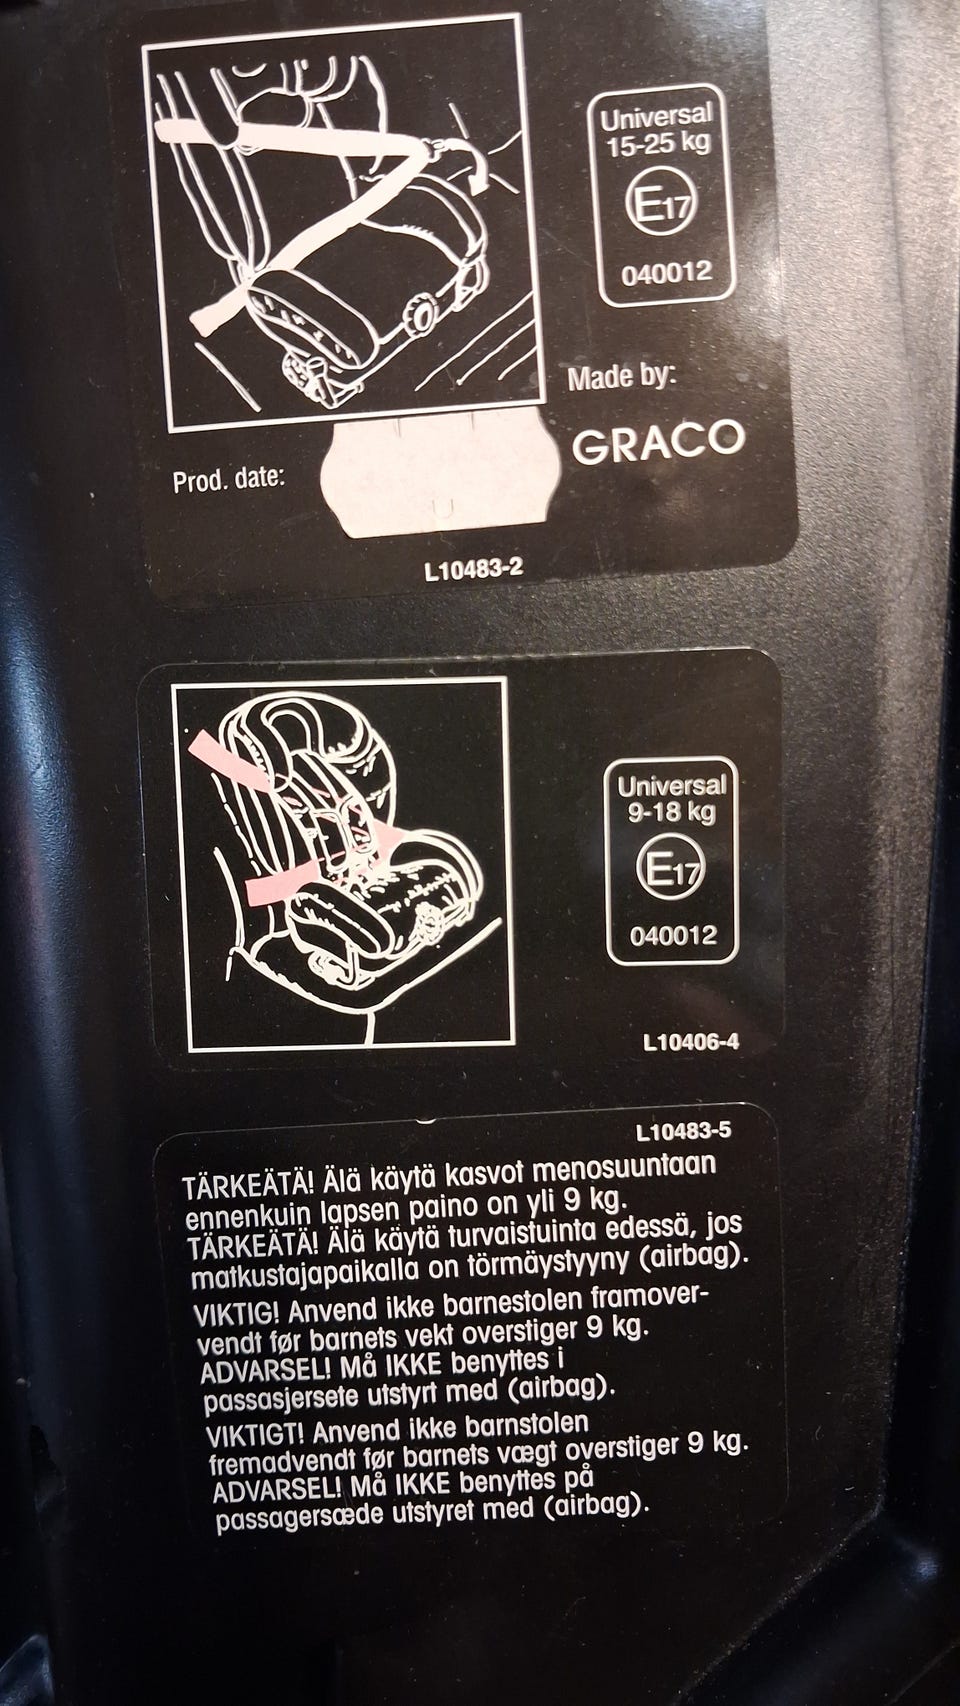 Universal
15-25 kg
E17
040012
Made by:
GRACO
Prod. date:
L10483-2
Universal
9-18 kg
E17
040012
L10406-4
L10483-5
TÄRKEÄTÄ! Älä käytä kasvot menosuuntaan
ennenkuin lapsen paino on yli 9 kg.
TÄRKEÄTÄ! Älä käytä turvaistuinta edessä, jos
matkustajapaikalla on törmäystyyny (airbag).
VIKTIG! Anvend ikke barnestolen framover-
vendt før barnets vekt overstiger 9 kg.
ADVARSEL! Må IKKE benyttes i
passasjersete utstyrt med (airbag).
VIKTIGT! Anvend ikke barnstolen
fremadvendt før barnets vægt overstiger 9 kg.
ADVARSEL! Må IKKE benyttes på
passagersæde utstyret med (airbag).